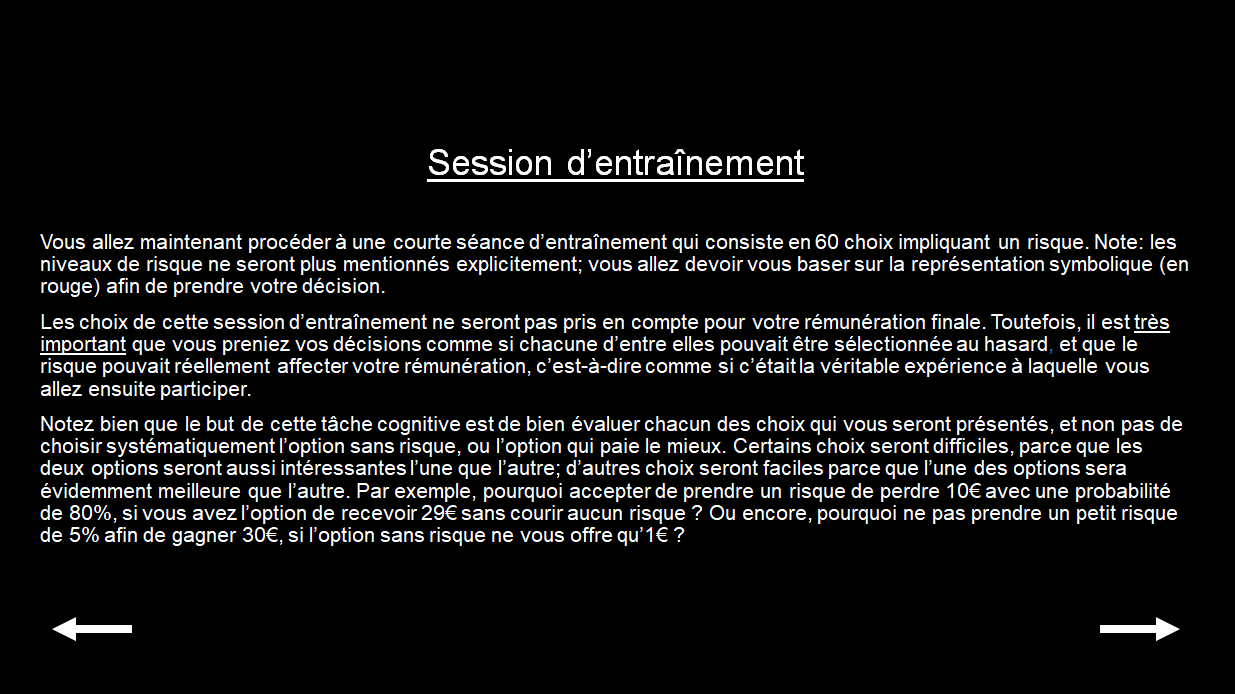 Session d’entraînement
Vous allez maintenant procéder à une courte séance d’entraînement qui consiste en 60 choix impliquant un risque. Note: les
niveaux de risque ne seront plus mentionnés explicitement; vous allez devoir vous baser sur la représentation symbolique (en
rouge) afin de prendre votre décision.
Les choix de cette session d’entraînement ne seront pas pris en compte pour votre rémunération finale. Toutefois, il est très
important que vous preniez vos décisions comme si chacune d’entre elles pouvait être sélectionnée au hasard, et que le
risque pouvait réellement affecter votre rémunération, c’est-à-dire comme si c’était la véritable expérience à laquelle vous
allez ensuite participer.
Notez bien que le but de cette tâche cognitive est de bien évaluer chacun des choix qui vous seront présentés, et non pas de
choisir systématiquement l’option sans risque, ou l’option qui paie le mieux. Certains choix seront difficiles, parce que les
deux options seront aussi intéressantes l’une que l’autre; d’autres choix seront faciles parce que l’une des options sera
évidemment meilleure que l’autre. Par exemple, pourquoi accepter de prendre un risque de perdre 10€ avec une probabilité
de 80%, si vous avez l’option de recevoir 29€ sans courir aucun risque ? Ou encore, pourquoi ne pas prendre un petit risque
de 5% afin de gagner 30€, si l’option sans risque ne vous offre qu’1€ ?